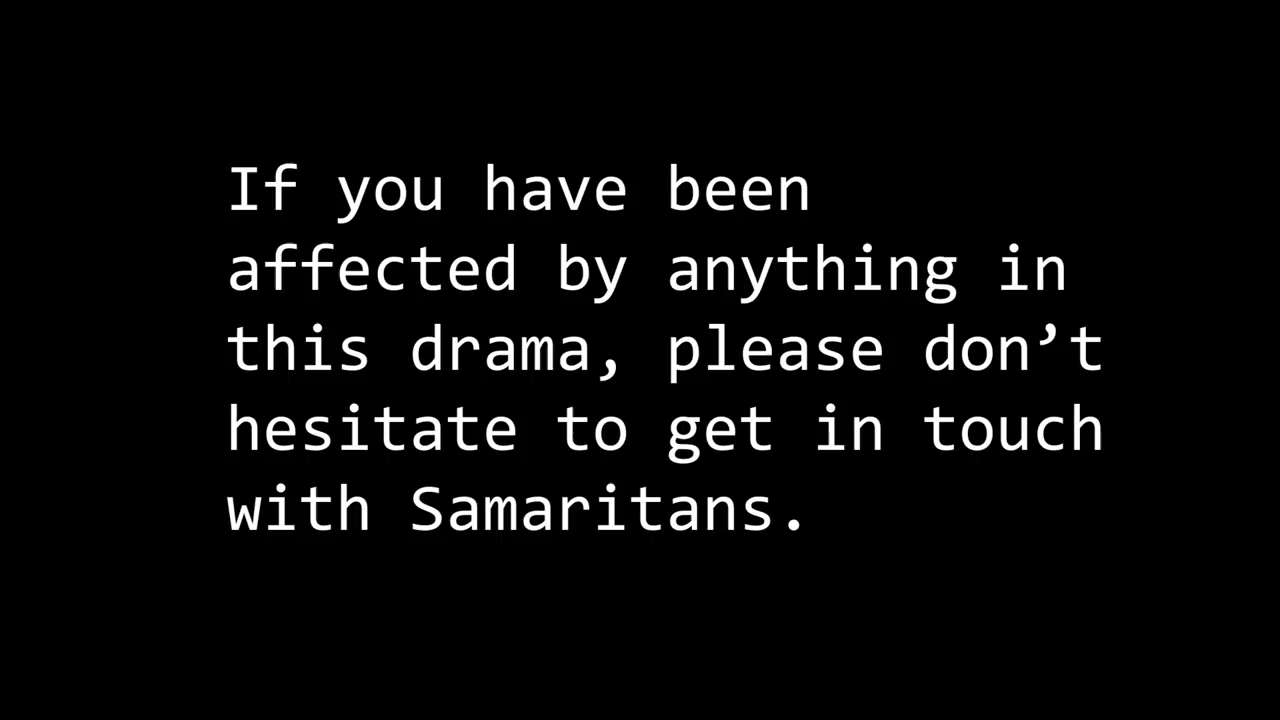 If you have been
affected by anything in
this drama, please don’t
hesitate to get in touch
with Samaritans.